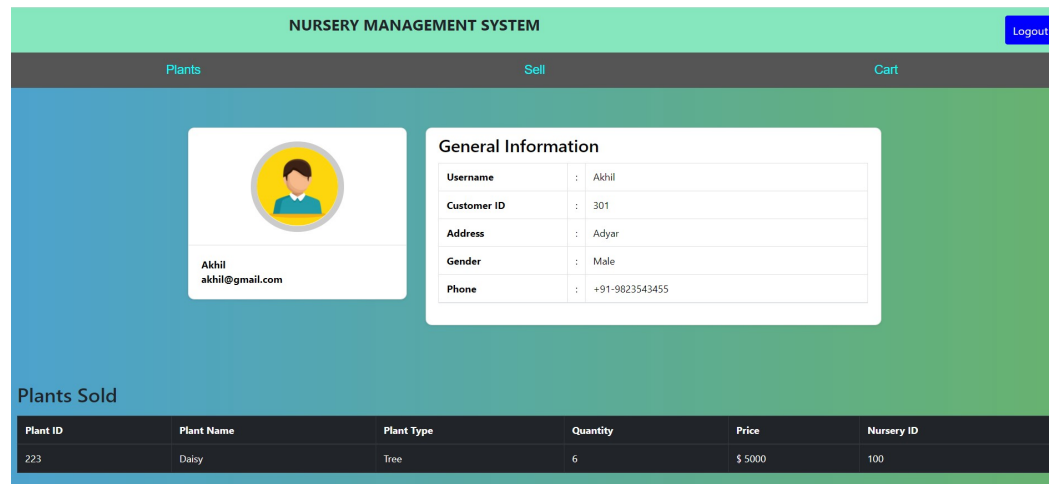 NURSERY MANAGEMENT SYSTEM
Logout
Plants Sell Cart
General Information
Username : Akhil
Customer ID : 301
Address : Adyar
Gender : Male
Phone : +91-9823543455
Akhil
akhil@gmail.com
Plants Sold
Plant ID Plant Name Plant Type Quantity Price Nursery ID
223 Daisy Tree 6 $ 5000 100